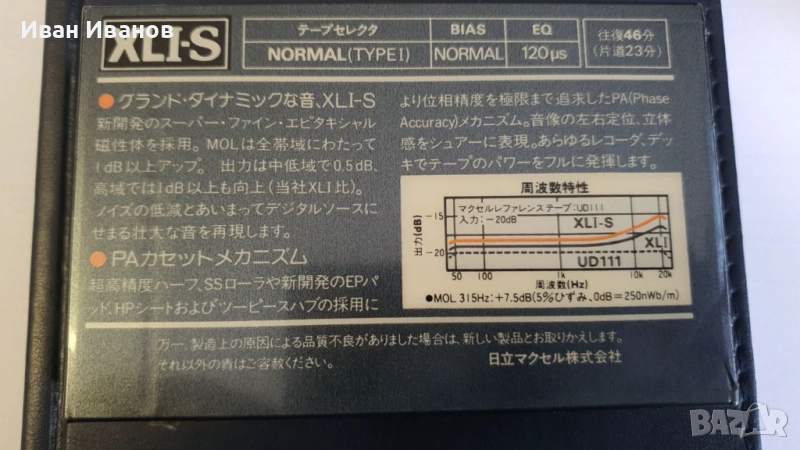 Иван Иванов
XLI-S
テープセレクタ
NORMAL(TYPE I)
BIAS
NORMAL
EQ
120μs
往復46分
(片道23分)
●グランド・ダイナミックな音、XLI-S
新開発のスーパー・ファイン・エピタキシャル
磁性体を採用。MOLは全帯域にわたって
1dB以上アップ。出力は中低域で0.5dB、
高域では1dB以上も向上(当社XLI比)。
ノイズの低減とあいまってデジタルソースに
せまる壮大な音を再現します。
●PAカセットメカニズム
超高精度ハーフ、SSローラや新開発のEPパッ
ド、HPシートおよびツーピースハブの採用に
より位相精度を極限まで追求したPA(Phase
Accuracy)メカニズム。音像の左右定位、立体
感をシュアーに表現。あらゆるレコーダ、デッ
キでテープのパワーをフルに発揮します。
周波数特性
マクセルレファレンステープ:UD111
入力:-20dB
出力(dB)
-15
-20
XLI-S
XLI
UD111
50 100 1k 10k 20k
周波数(Hz)
●MOL 315Hz:+7.5dB(5%ひずみ、0dB=250nWb/m)
万一、製造上の原因による品質不良がありました場合は、新しい製品とお取りかえします。
それ以外の責はご容赦ください。
日立マクセル株式会社
BAZAR